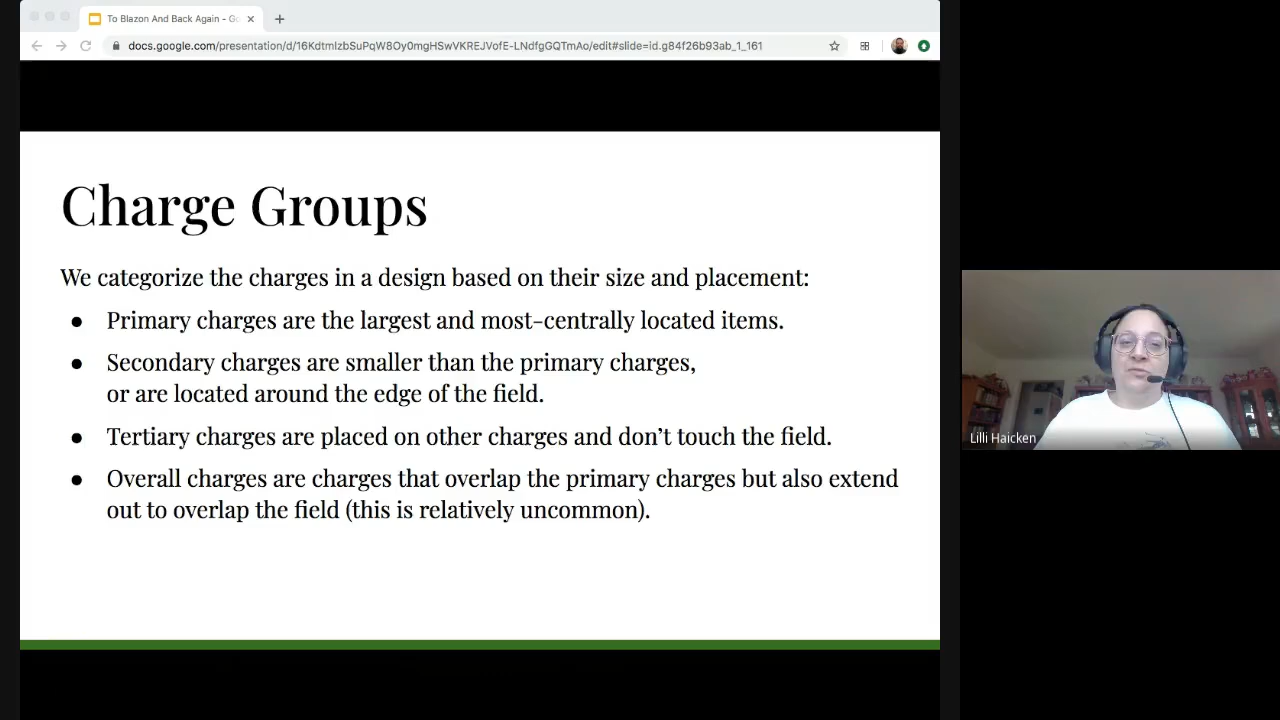 To Blazon And Back Again - Go
docs.google.com/presentation/d/16KdtmIzbSuPqW8Oy0mgHSwVKREJVofE-LNdfgGQTmAo/edit#slide=id.g84f26b93ab_1_161
Charge Groups
We categorize the charges in a design based on their size and placement:
● Primary charges are the largest and most-centrally located items.
● Secondary charges are smaller than the primary charges,
or are located around the edge of the field.
● Tertiary charges are placed on other charges and don’t touch the field.
● Overall charges are charges that overlap the primary charges but also extend
out to overlap the field (this is relatively uncommon).
Lilli Haicken